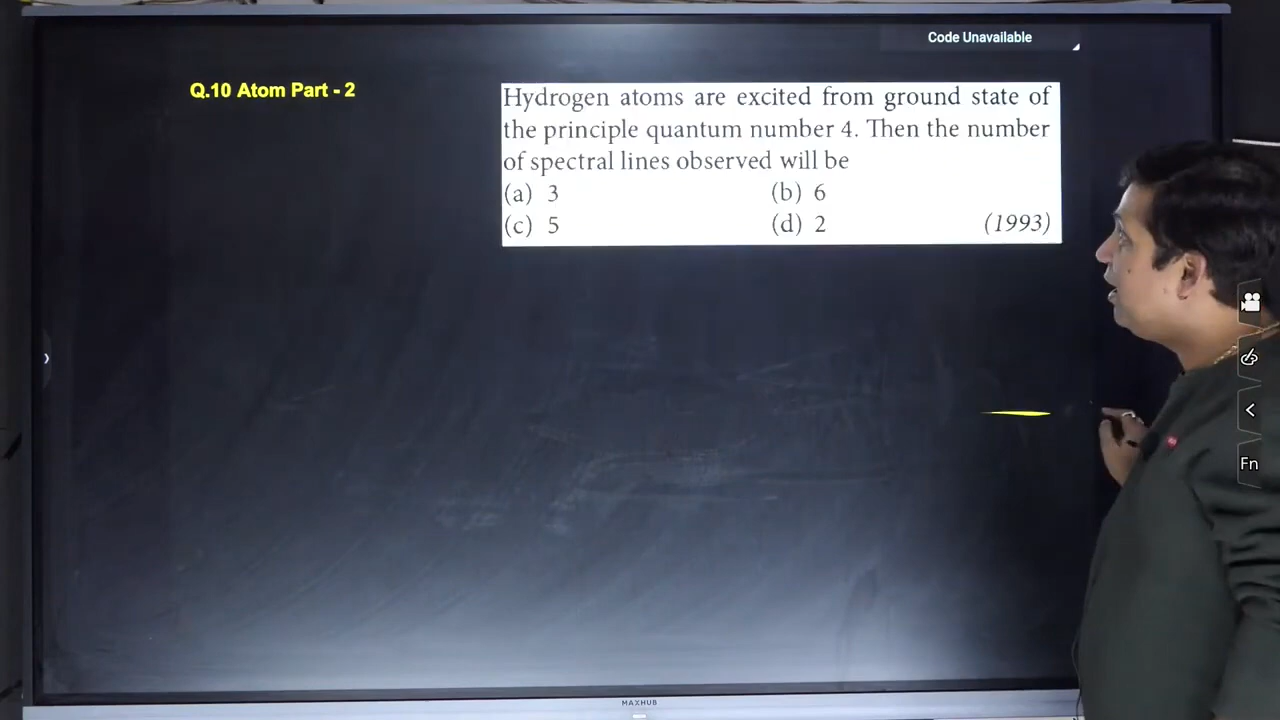 Code Unavailable
Q.10 Atom Part - 2
Hydrogen atoms are excited from ground state of
the principle quantum number 4. Then the number
of spectral lines observed will be
(a) 3 (b) 6
(c) 5 (d) 2 (1993)
Fn
MAXHUB